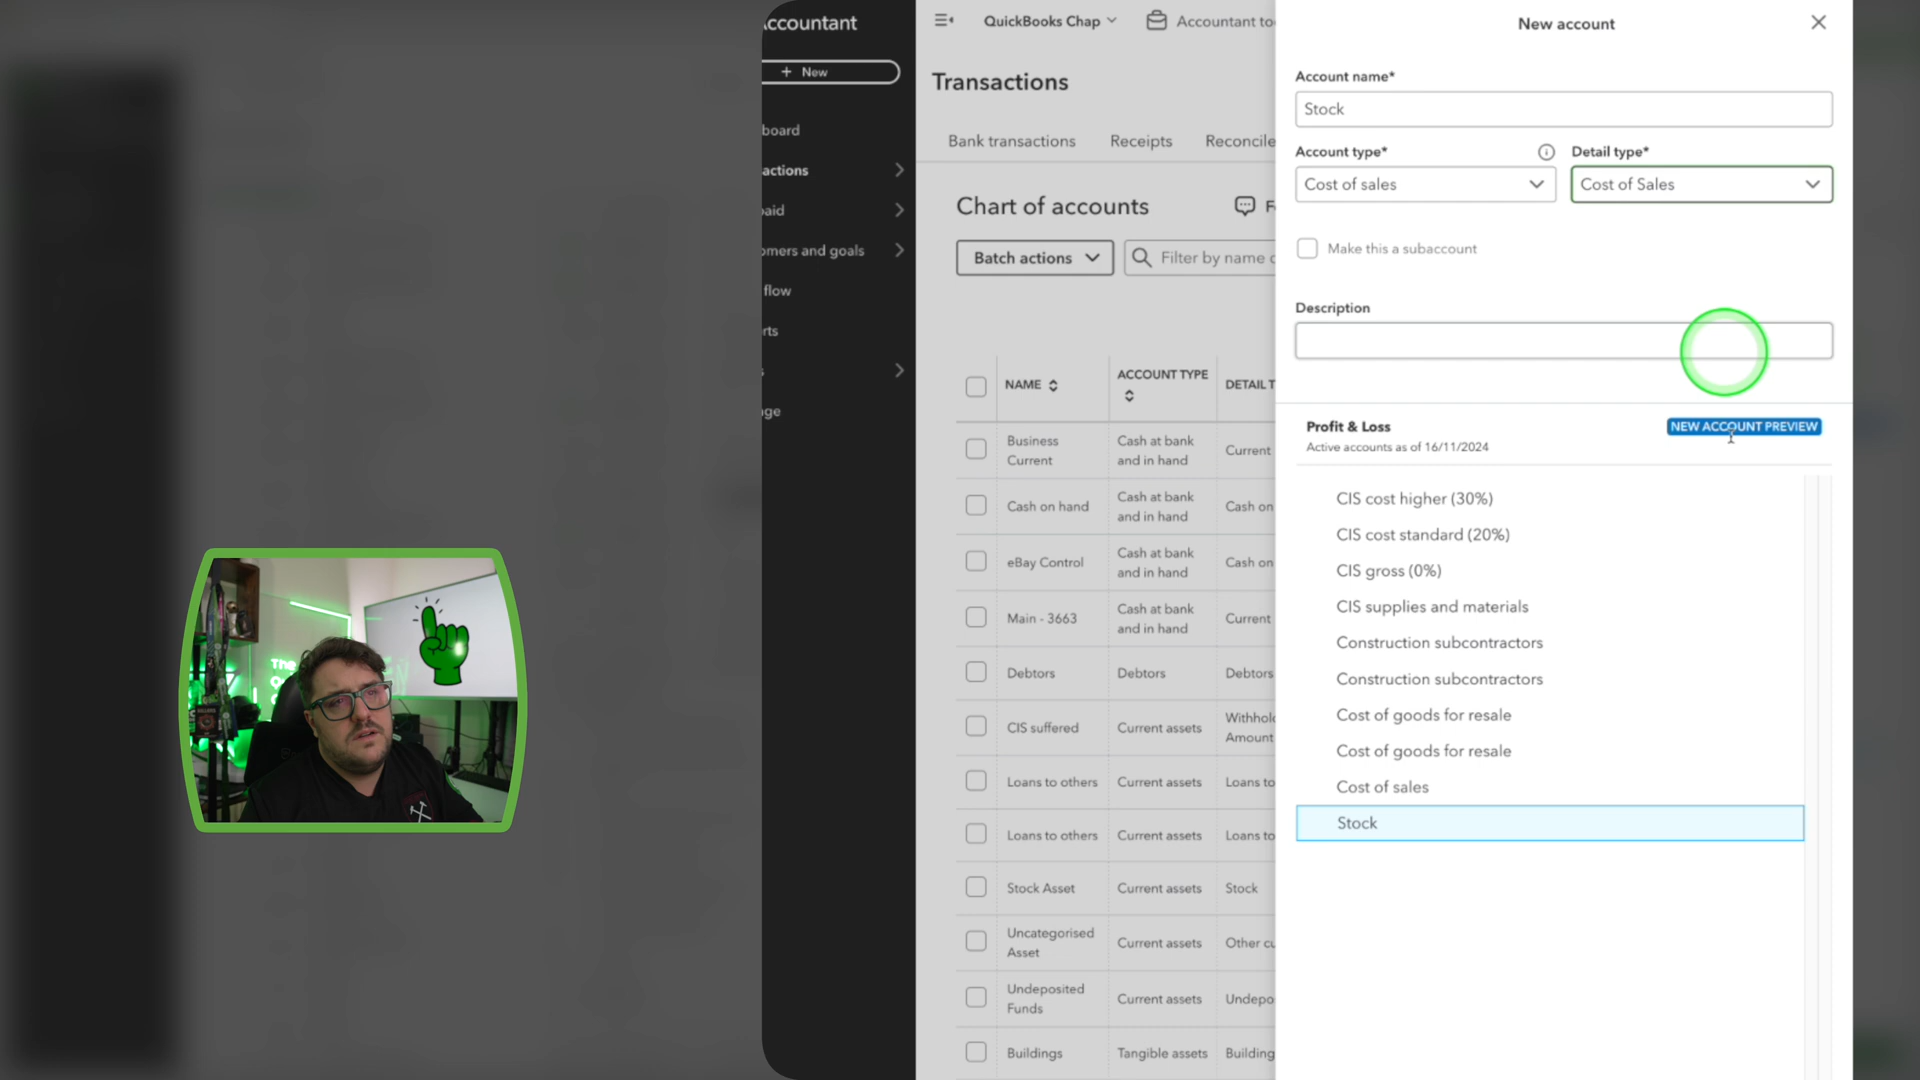 ccountant
+ New
board
actions
paid
omers and goals
flow
rts
s
ge
QuickBooks Chap
Accountant to
Transactions
Bank transactions
Receipts
Reconcile
Chart of accounts
Fe
Batch actions
Filter by name o
NAME
ACCOUNT TYPE
DETAIL T
Business Current
Cash at bank and in hand
Current
Cash on hand
Cash at bank and in hand
Cash on
eBay Control
Cash at bank and in hand
Cash on
Main - 3663
Cash at bank and in hand
Current
Debtors
Debtors
Debtors
CIS suffered
Current assets
Withhold Amount
Loans to others
Current assets
Loans to
Loans to others
Current assets
Loans to
Stock Asset
Current assets
Stock
Uncategorised Asset
Current assets
Other cu
Undeposited Funds
Current assets
Undepo
Buildings
Tangible assets
Building
New account
Account name*
Stock
Account type*
Detail type*
Cost of sales
Cost of Sales
Make this a subaccount
Description
Profit & Loss
NEW ACCOUNT PREVIEW
Active accounts as of 16/11/2024
CIS cost higher (30%)
CIS cost standard (20%)
CIS gross (0%)
CIS supplies and materials
Construction subcontractors
Construction subcontractors
Cost of goods for resale
Cost of goods for resale
Cost of sales
Stock
The